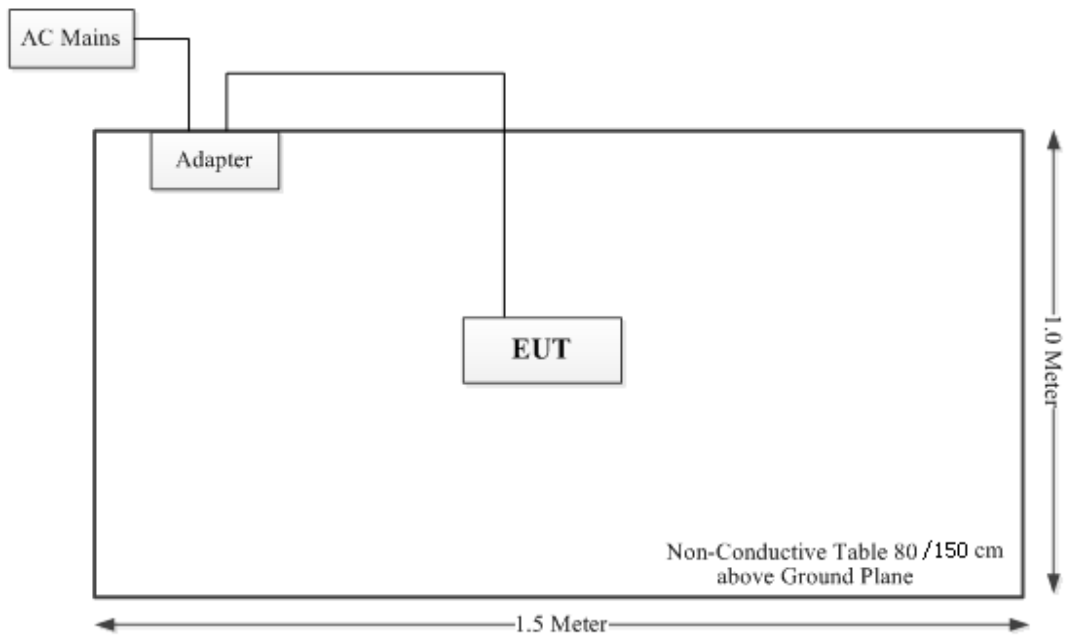 AC Mains
Adapter
EUT
1.0 Meter
Non-Conductive Table 80 /150 cm
above Ground Plane
1.5 Meter